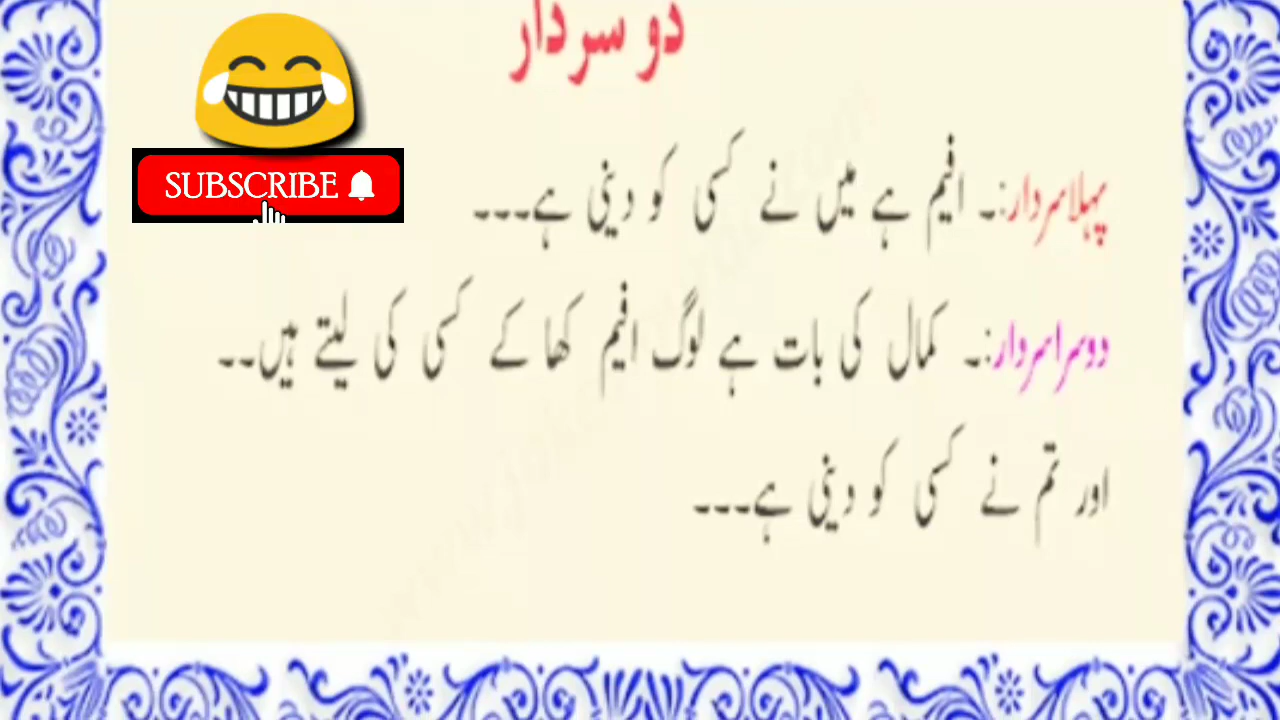 دو سردار
SUBSCRIBE
پہلا سردار:۔ افیم ہے میں نے کسی کو دینی ہے۔۔۔
دوسرا سردار:۔ کمال کی بات ہے لوگ افیم کھا کے کسی کی لیتے ہیں۔۔
اور تم نے کسی کو دینی ہے۔۔۔